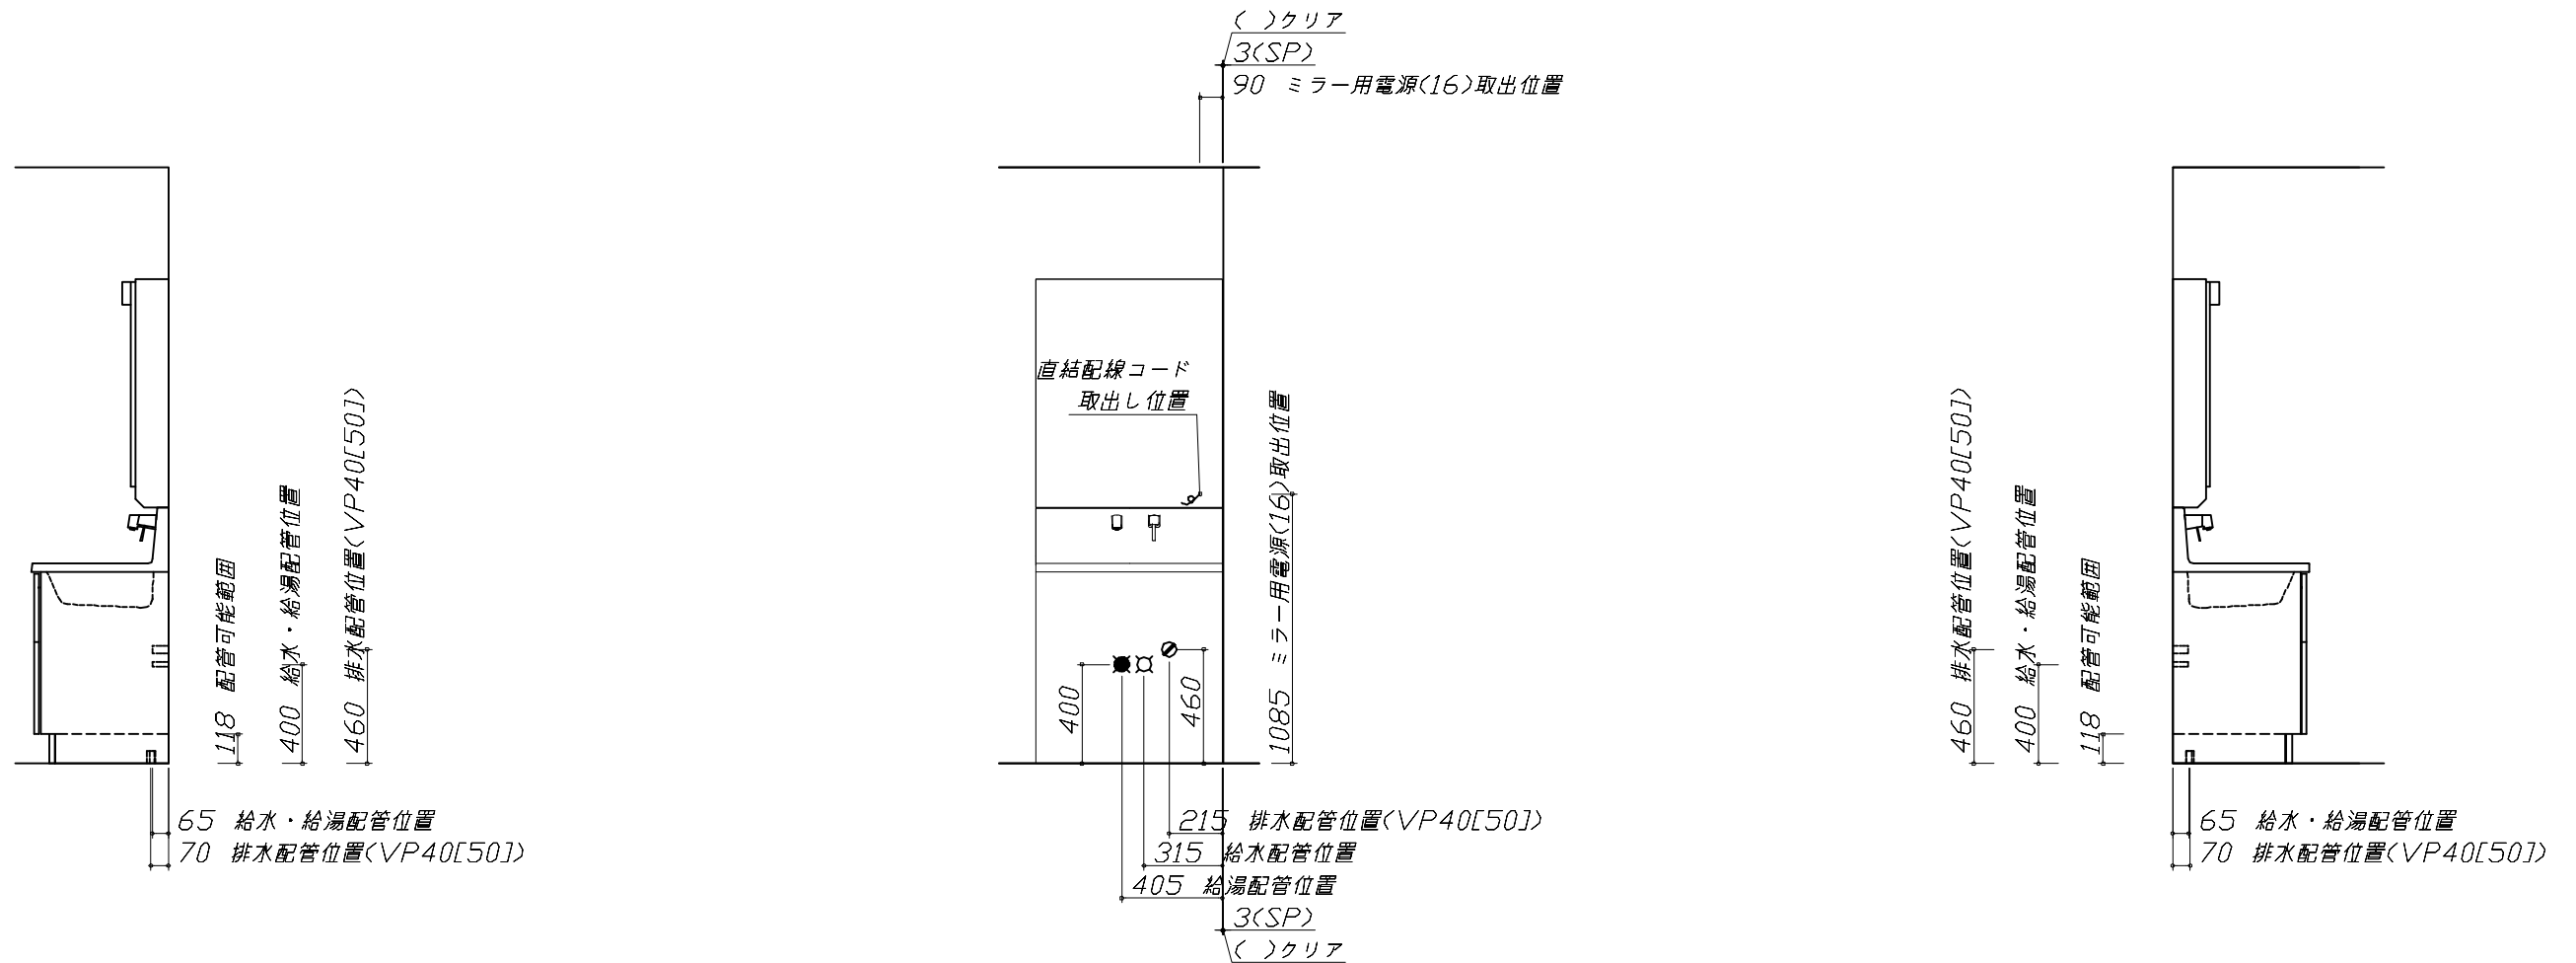 ( )クリア
3(SP)
90 ミラー用電源(16)取出位置
直結配線コード
取出し位置
1085 ミラー用電源(16)取出位置
400
460
215 排水配管位置(VP40[50])
315 給水配管位置
405 給湯配管位置
3(SP)
( )クリア
118 配管可能範囲
400 給水・給湯配管位置
460 排水配管位置(VP40[50])
65 給水・給湯配管位置
70 排水配管位置(VP40[50])
460 排水配管位置(VP40[50])
400 給水・給湯配管位置
118 配管可能範囲
65 給水・給湯配管位置
70 排水配管位置(VP40[50])